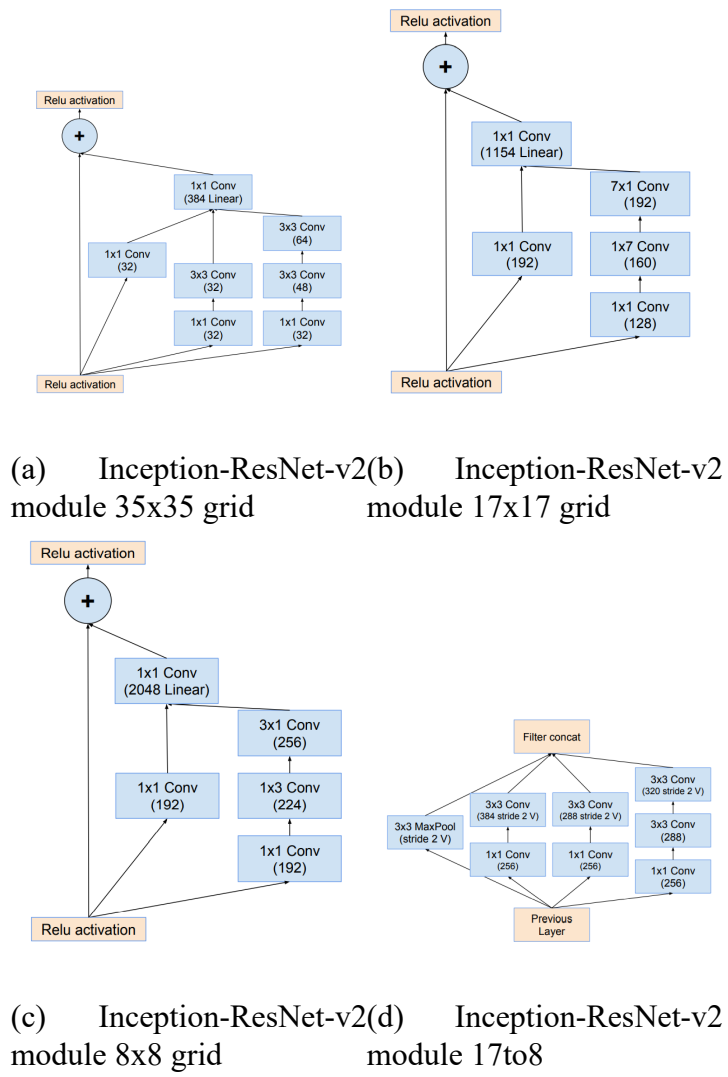 Relu activation
+
1x1 Conv
(384 Linear)
1x1 Conv
(32)
3x3 Conv
(32)
1x1 Conv
(32)
3x3 Conv
(64)
3x3 Conv
(48)
1x1 Conv
(32)
Relu activation
Relu activation
+
1x1 Conv
(1154 Linear)
1x1 Conv
(192)
7x1 Conv
(192)
1x7 Conv
(160)
1x1 Conv
(128)
Relu activation
(a) Inception-ResNet-v2
module 35x35 grid
(b) Inception-ResNet-v2
module 17x17 grid
Relu activation
+
1x1 Conv
(2048 Linear)
1x1 Conv
(192)
3x1 Conv
(256)
1x3 Conv
(224)
1x1 Conv
(192)
Relu activation
Filter concat
3x3 MaxPool
(stride 2 V)
3x3 Conv
(384 stride 2 V)
1x1 Conv
(256)
3x3 Conv
(288 stride 2 V)
1x1 Conv
(256)
3x3 Conv
(320 stride 2 V)
3x3 Conv
(288)
1x1 Conv
(256)
Previous
Layer
(c) Inception-ResNet-v2
module 8x8 grid
(d) Inception-ResNet-v2
module 17to8